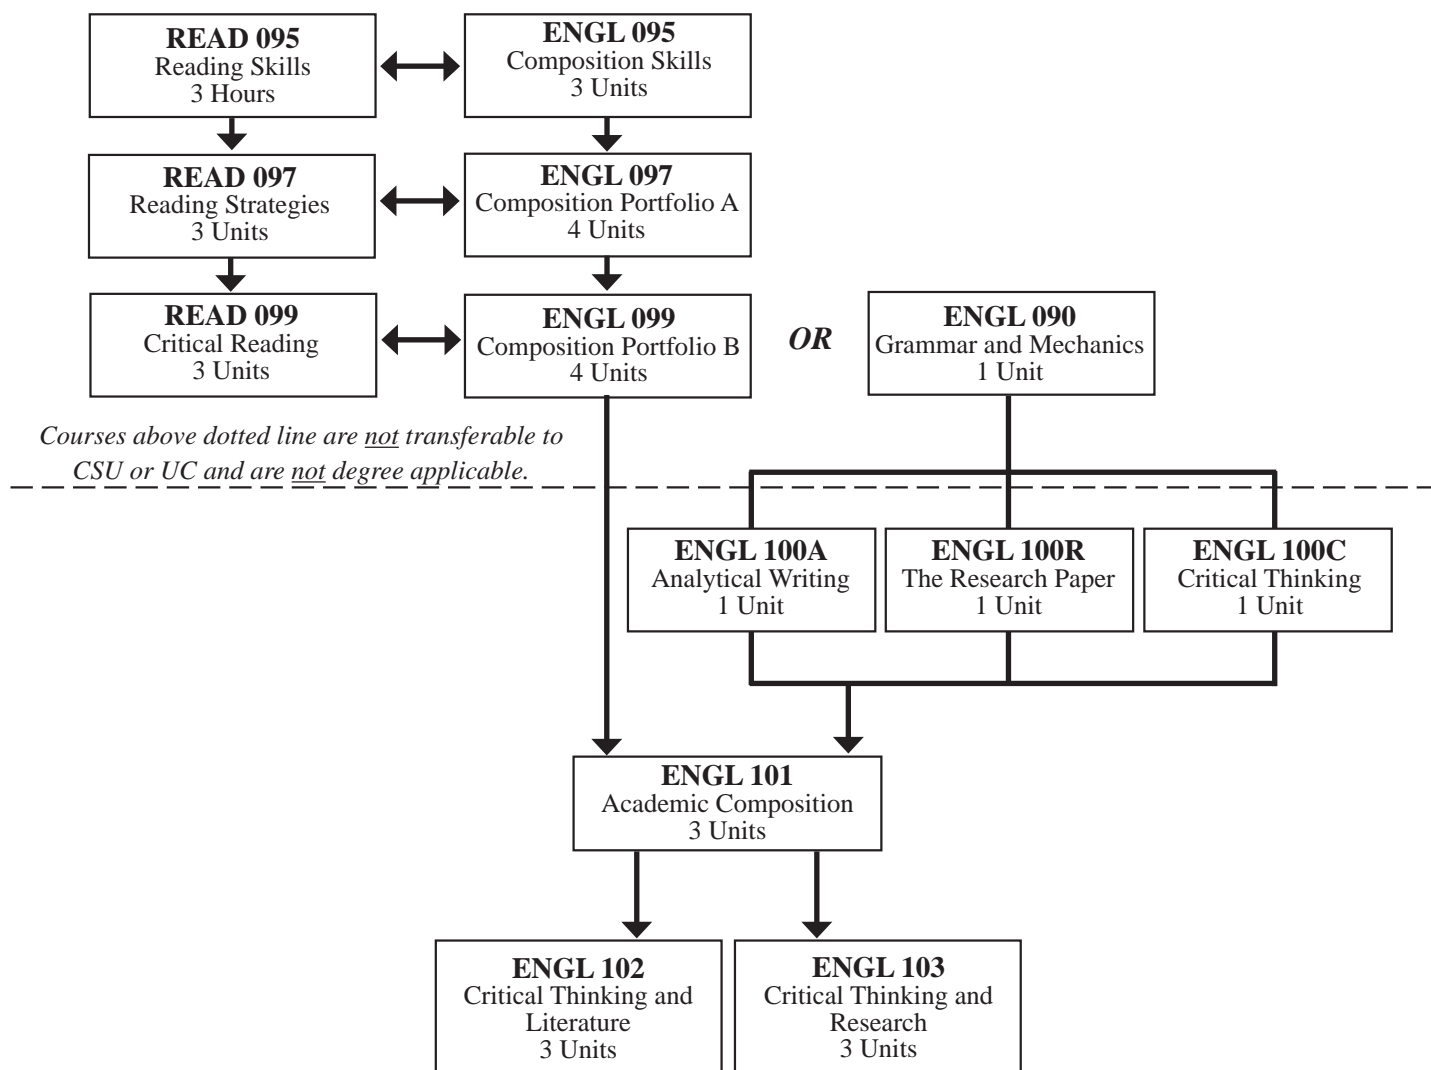 READ 095
Reading Skills
3 Hours
ENGL 095
Composition Skills
3 Units
READ 097
Reading Strategies
3 Units
ENGL 097
Composition Portfolio A
4 Units
READ 099
Critical Reading
3 Units
ENGL 099
Composition Portfolio B
4 Units
OR
ENGL 090
Grammar and Mechanics
1 Unit
Courses above dotted line are not transferable to
CSU or UC and are not degree applicable.
ENGL 100A
Analytical Writing
1 Unit
ENGL 100R
The Research Paper
1 Unit
ENGL 100C
Critical Thinking
1 Unit
ENGL 101
Academic Composition
3 Units
ENGL 102
Critical Thinking and
Literature
3 Units
ENGL 103
Critical Thinking and
Research
3 Units